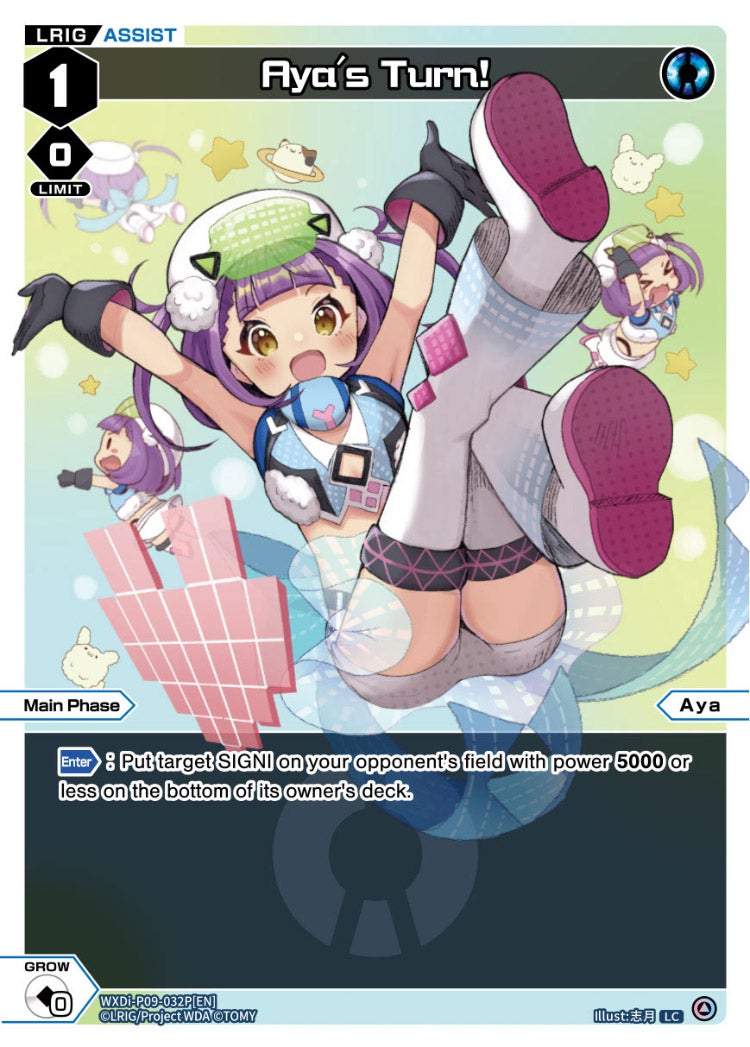 LRIG ASSIST
1
Aya's Turn!
0
LIMIT
Y
Main Phase
Aya
Enter : Put target SIGNI on your opponent's field with power 5000 or
less on the bottom of its owner's deck.
GROW
0
WXDi-P09-032P[EN]
©LRIG/Project WDA ©TOMY
Illust:志月 LC